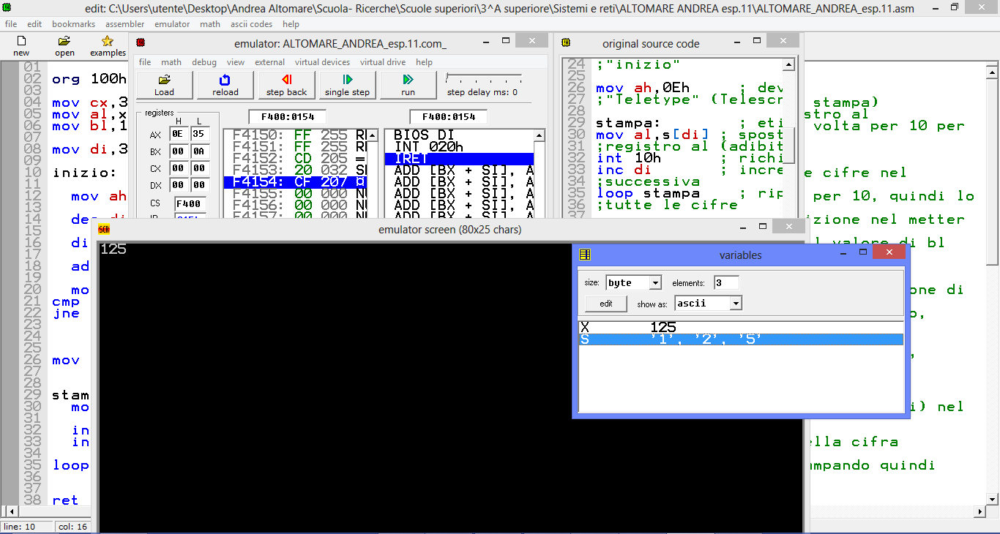 edit: C:\Users\utente\Desktop\Andrea Altomare\Scuola- Ricerche\Scuole superiori\3^A superiore\Sistemi e reti\ALTOMARE ANDREA esp.11\ALTOMARE_ANDREA_esp.11.asm
file edit bookmarks assembler emulator math ascii codes help
new open examples
01
02 org 100h
03
04 mov cx,3
05 mov al,x
06 mov bl,1
07
08 mov di,3
09
10 inizio:
11
12 mov ah
13
14
15
16 di
17
18 ad
19
20 mo
21 cmp
22 jne
23
24
25
26 mov
27
28
29 stam
30 mo
31
32 in
33 in
34
35 loop
36
37
38 ret
line: 10 col: 16
emulator: ALTOMARE_ANDREA_esp.11.com_
file math debug view external virtual devices virtual drive help
Load reload step back single step run step delay ms: 0
registers
H L
AX 0E 35
BX 00 0A
CX 00 00
DX 00 00
CS F400
F400:0154 F400:0154
F4150: FF 255
F4151: FF 255
F4152: CD 205 =
F4153: 20 032
F4154: CF 207 ¤
F4155: 00 000
F4156: 00 000
F4157: 00 000
BIOS DI
INT 020h
IRET
ADD [BX + SI], A
ADD [BX + SI], A
ADD [BX + SI], A
ADD [BX + SI], A
ADD [BX + SI], A
original source code
24 ;"inizio"
25
26 mov ah,0Eh ; dev
27 ;"Teletype" (Telescr
28
29 stampa: ; eti
30 mov al,s[di] ; spost
31 ;registro al (adibit
32 int 10h ; richi
33 inc di ; incre
34 ;successiva
35 loop stampa ; rip
36 ;tutte le cifre
37
stampa)
stro al
volta per 10 per
e cifre nel
per 10, quindi lo
izione nel metter
l valore di bl
one di
o,
i) nel
lla cifra
mpando quindi
emulator screen (80x25 chars)
125
variables
size: byte elements: 3
edit show as: ascii
X 125
S '1', '2', '5'